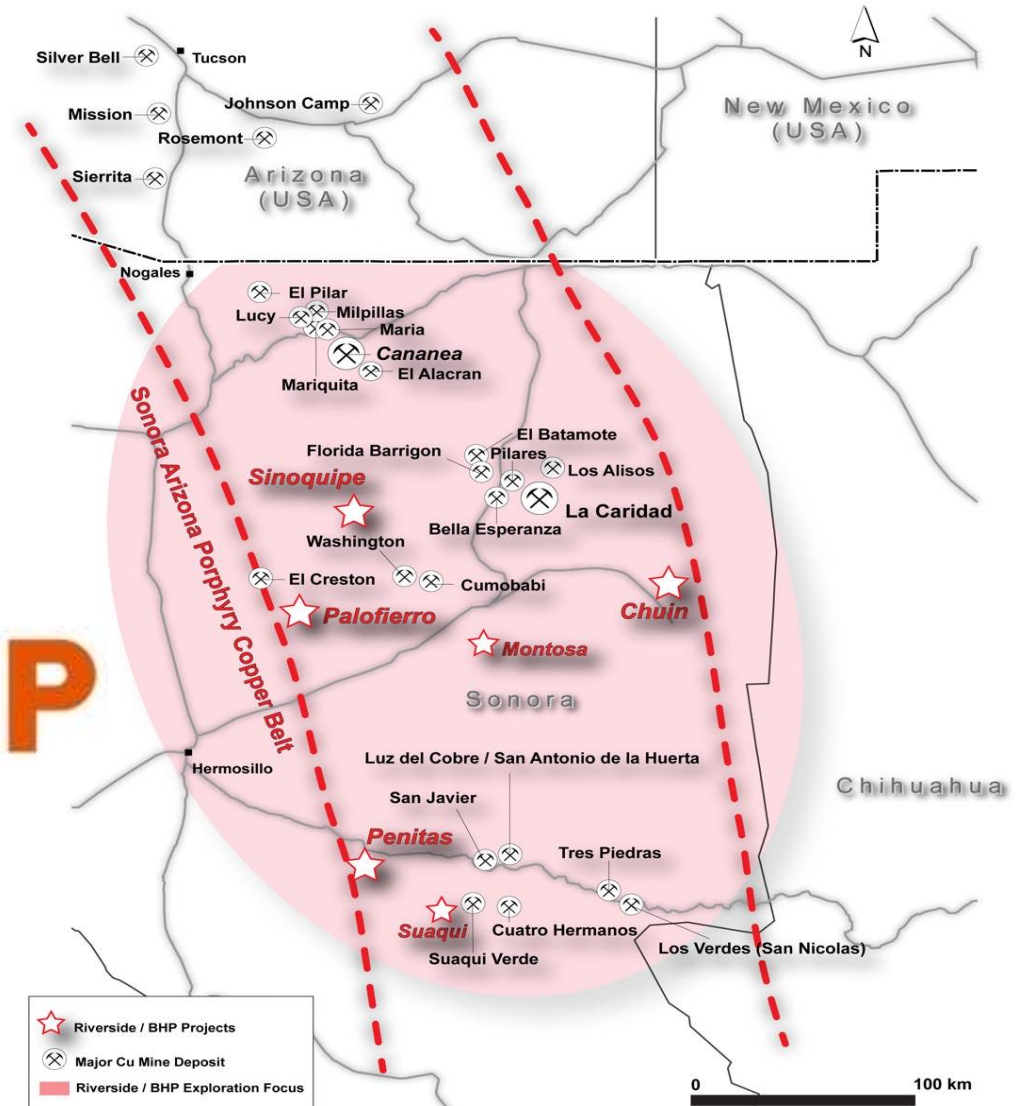 N
Silver Bell
Tucson
Mission
Johnson Camp
Rosemont
Sierrita
Arizona
(USA)
New Mexico
(USA)
Nogales
El Pilar
Lucy
Milpillas
Maria
Cananea
El Alacran
Mariquita
Sonora Arizona Porphyry Copper Belt
El Batamote
Florida Barrigon
Pilares
Los Alisos
Sinoquipe
La Caridad
Bella Esperanza
Washington
El Creston
Cumobabi
Palofierro
Chuin
Montosa
P
Sonora
Hermosillo
Luz del Cobre / San Antonio de la Huerta
Chihuahua
San Javier
Penitas
Tres Piedras
Suaqui
Cuatro Hermanos
Los Verdes (San Nicolas)
Suaqui Verde
Riverside / BHP Projects
Major Cu Mine Deposit
Riverside / BHP Exploration Focus
0 100 km